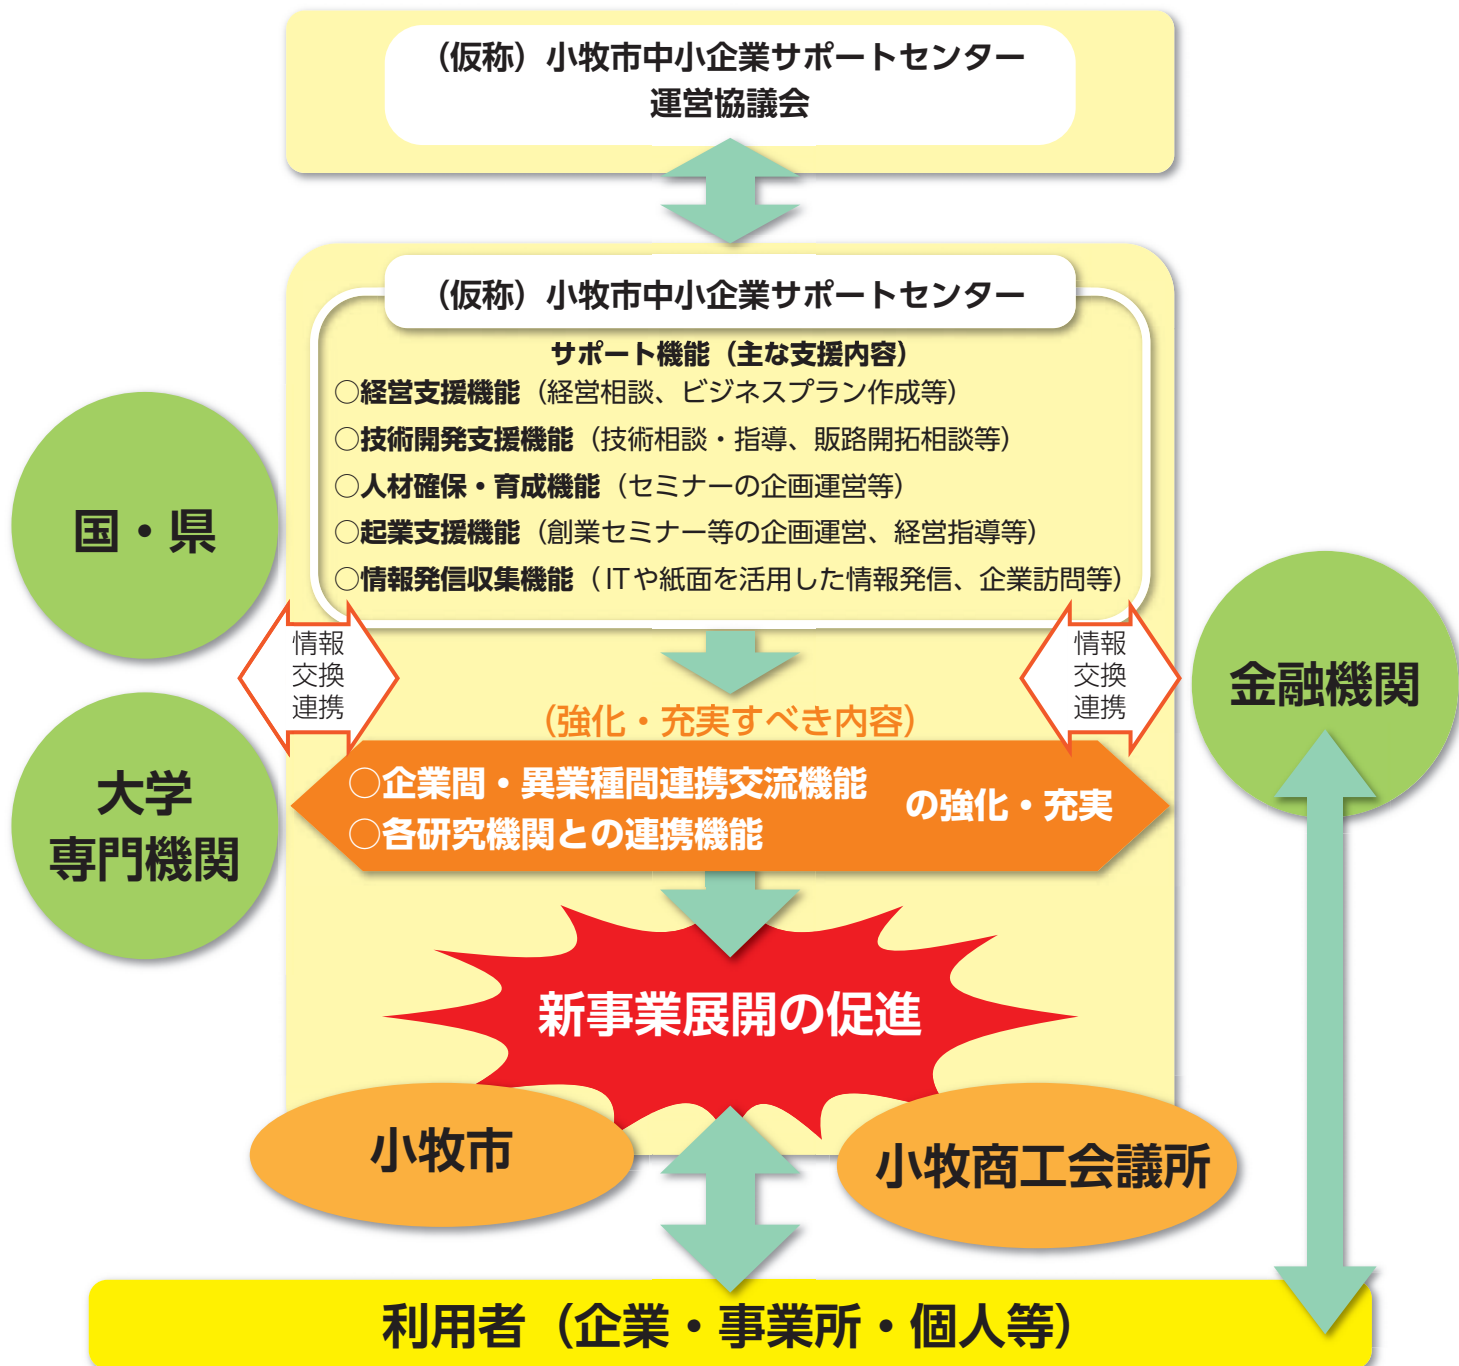 （仮称）小牧市中小企業サポートセンター
運営協議会
（仮称）小牧市中小企業サポートセンター
サポート機能（主な支援内容）
○経営支援機能（経営相談、ビジネスプラン作成等）
○技術開発支援機能（技術相談・指導、販路開拓相談等）
○人材確保・育成機能（セミナーの企画運営等）
○起業支援機能（創業セミナー等の企画運営、経営指導等）
○情報発信収集機能（ITや紙面を活用した情報発信、企業訪問等）
国・県
大学
専門機関
情報
交換
連携
情報
交換
連携
金融機関
（強化・充実すべき内容）
○企業間・異業種間連携交流機能
○各研究機関との連携機能
の強化・充実
新事業展開の促進
小牧市
小牧商工会議所
利用者（企業・事業所・個人等）